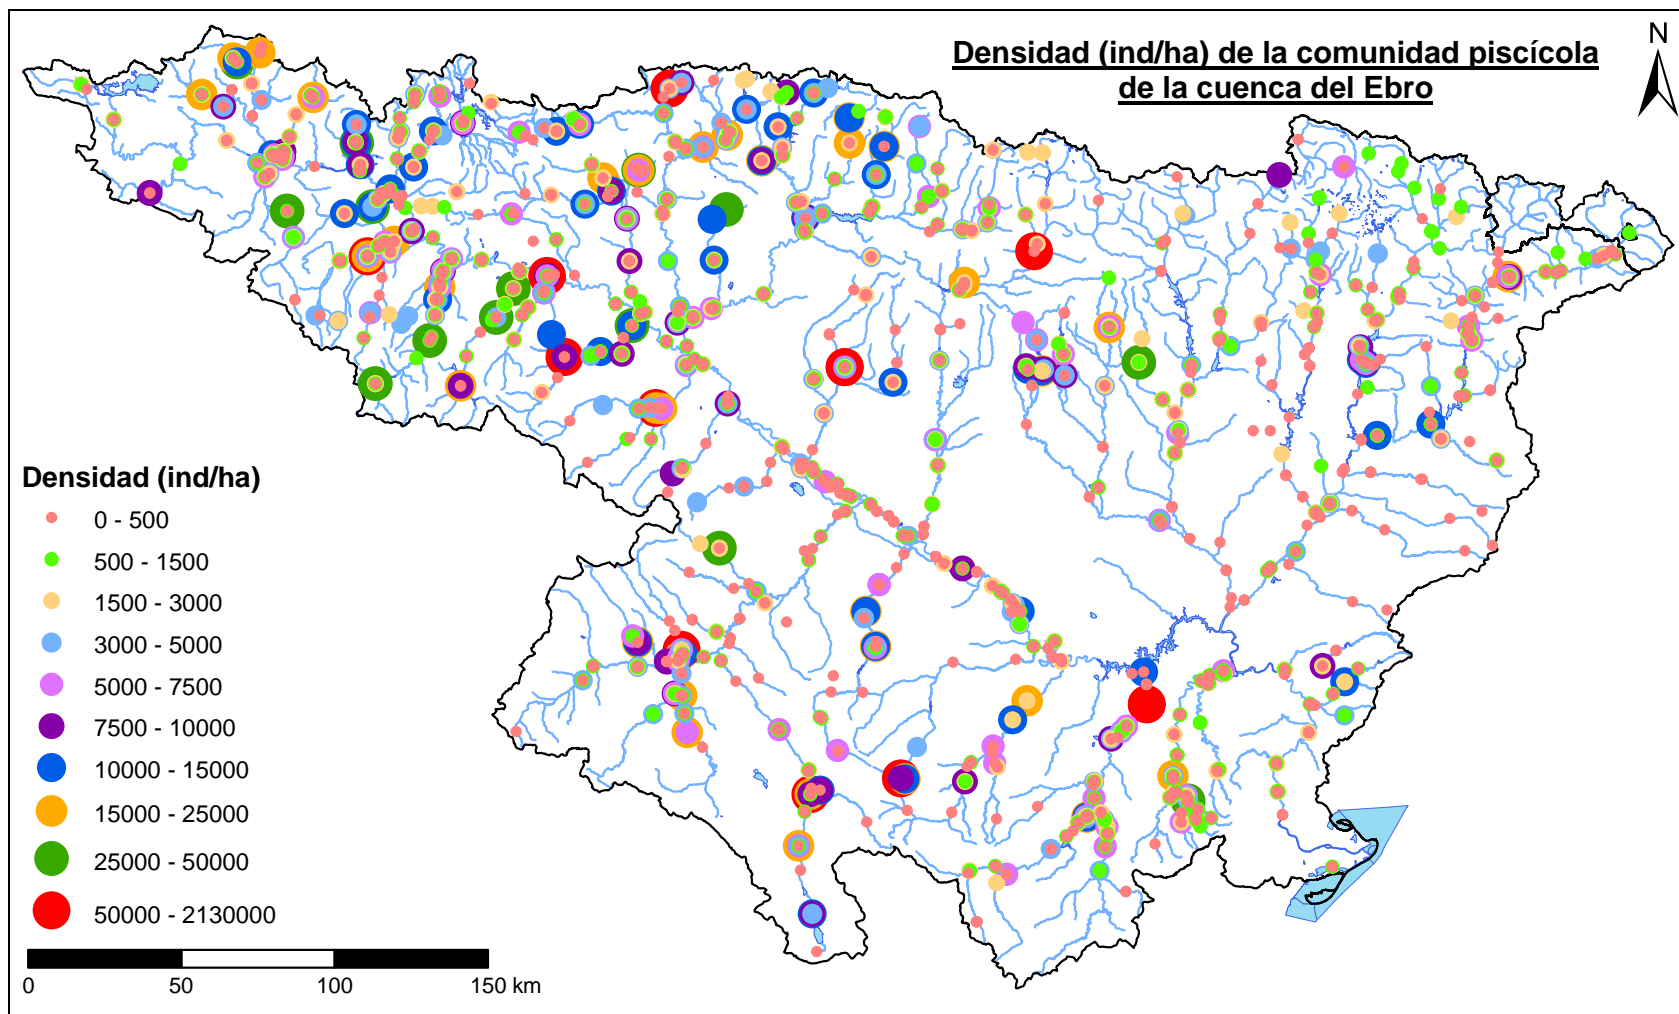 Densidad (ind/ha) de la comunidad piscícola
de la cuenca del Ebro
N
Densidad (ind/ha)
0 - 500
500 - 1500
1500 - 3000
3000 - 5000
5000 - 7500
7500 - 10000
10000 - 15000
15000 - 25000
25000 - 50000
50000 - 2130000
0 50 100 150 km